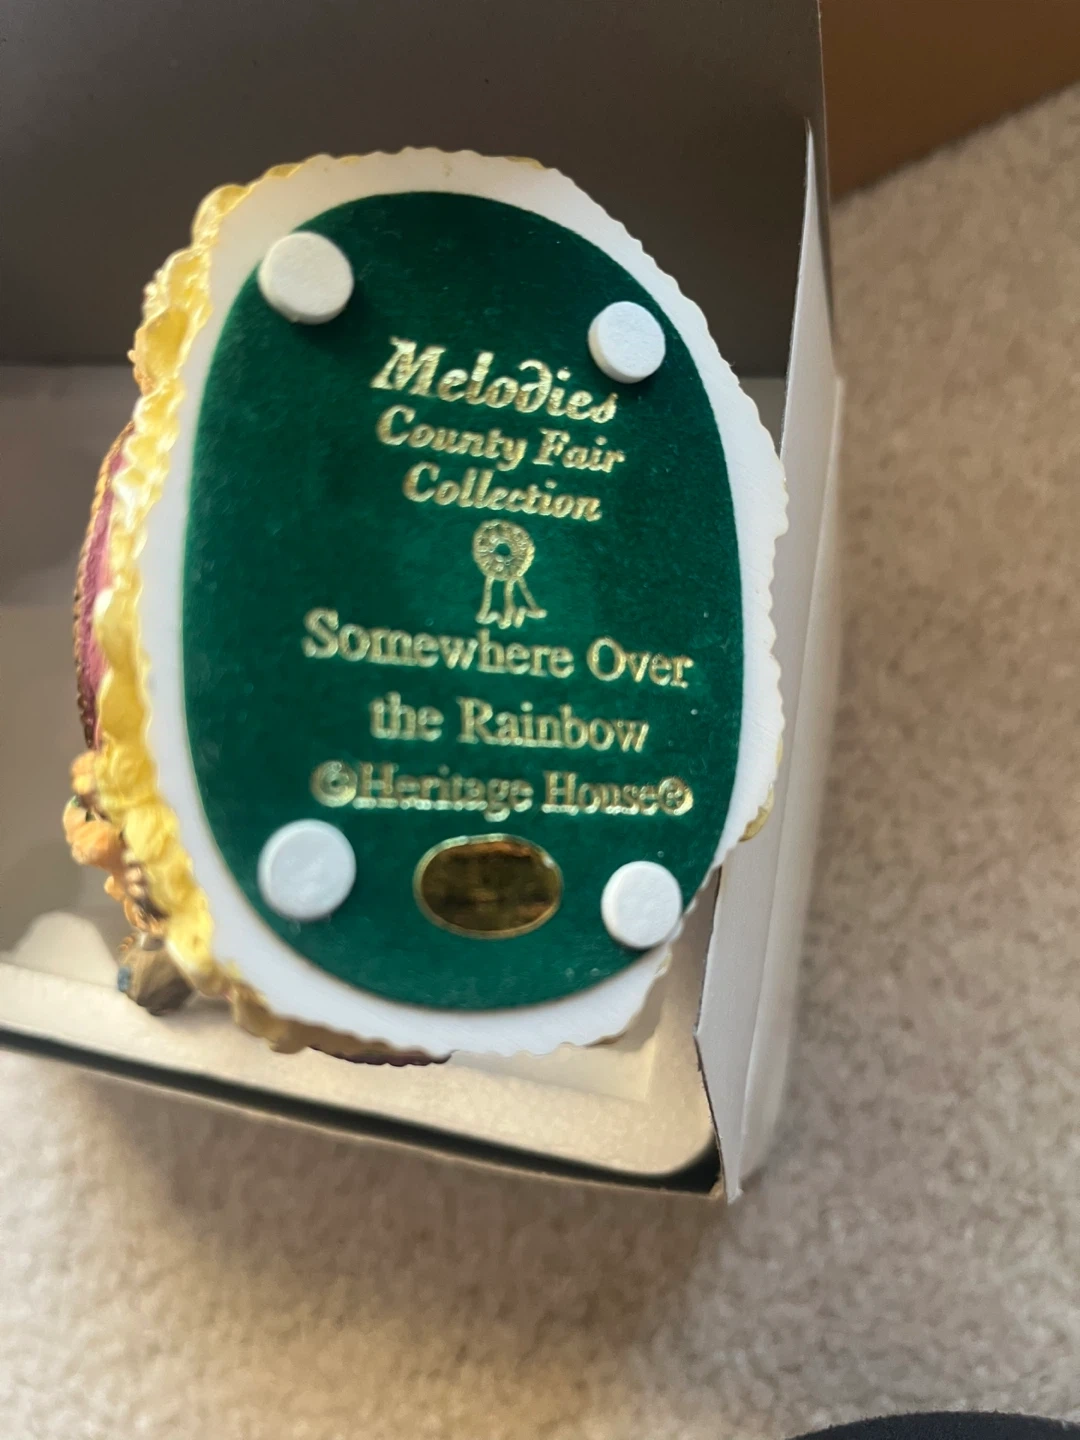 Melodies
County Fair
Collection
Somewhere Over
the Rainbow
©Heritage House®